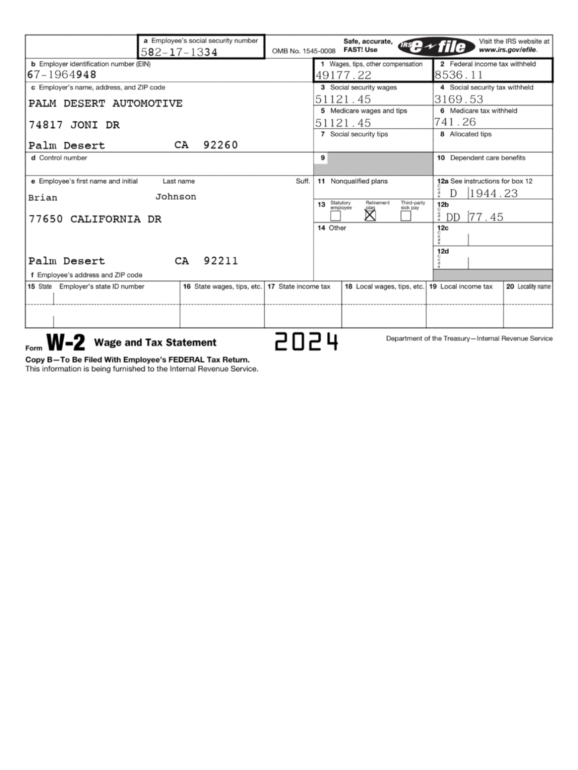 a Employee's social security number
582-17-1334
OMB No. 1545-0008
Safe, accurate,
FAST! Use
IRS e-file
Visit the IRS website at
www.irs.gov/efile.
b Employer identification number (EIN)
67-1964948
1 Wages, tips, other compensation
49177.22
2 Federal income tax withheld
8536.11
c Employer's name, address, and ZIP code
PALM DESERT AUTOMOTIVE
74817 JONI DR
Palm Desert CA 92260
3 Social security wages
51121.45
4 Social security tax withheld
3169.53
5 Medicare wages and tips
51121.45
6 Medicare tax withheld
741.26
7 Social security tips
8 Allocated tips
d Control number
9
10 Dependent care benefits
e Employee's first name and initial Last name Suff.
Brian Johnson
77650 CALIFORNIA DR
Palm Desert CA 92211
f Employee's address and ZIP code
11 Nonqualified plans
12a See instructions for box 12
Code
D 1944.23
13 Statutory employee Retirement plan Third-party sick pay
12b
Code
DD 77.45
14 Other
12c
Code
12d
Code
15 State Employer's state ID number
16 State wages, tips, etc.
17 State income tax
18 Local wages, tips, etc.
19 Local income tax
20 Locality name
Form W-2 Wage and Tax Statement
2024
Department of the Treasury—Internal Revenue Service
Copy B—To Be Filed With Employee's FEDERAL Tax Return.
This information is being furnished to the Internal Revenue Service.